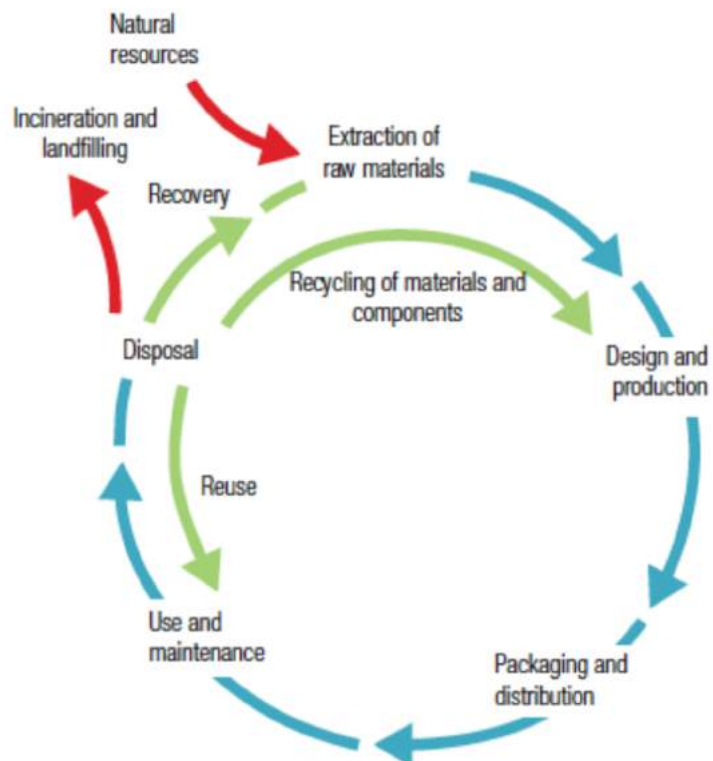 Natural
resources
Incineration and
landfilling
Extraction of
raw materials
Recovery
Recycling of materials and
components
Disposal
Design and
production
Reuse
Use and
maintenance
Packaging and
distribution